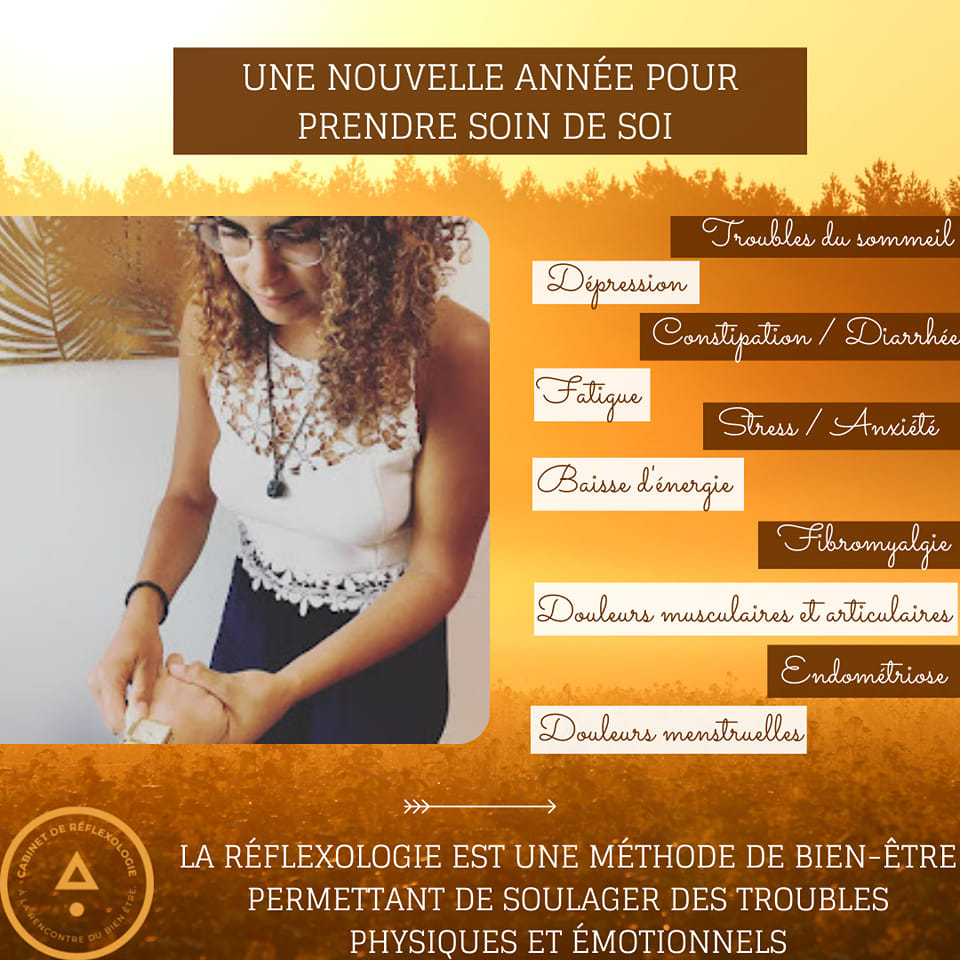 UNE NOUVELLE ANNÉE POUR
PRENDRE SOIN DE SOI
Troubles du sommeil
Dépression
Constipation / Diarrhée
Fatigue
Stress / Anxiété
Baisse d'énergie
Fibromyalgie
Douleurs musculaires et articulaires
Endométriose
Douleurs menstruelles
CABINET DE RÉFLEXOLOGIE
A LA RENCONTRE DU BIEN ÊTRE
LA RÉFLEXOLOGIE EST UNE MÉTHODE DE BIEN-ÊTRE
PERMETTANT DE SOULAGER DES TROUBLES
PHYSIQUES ET ÉMOTIONNELS